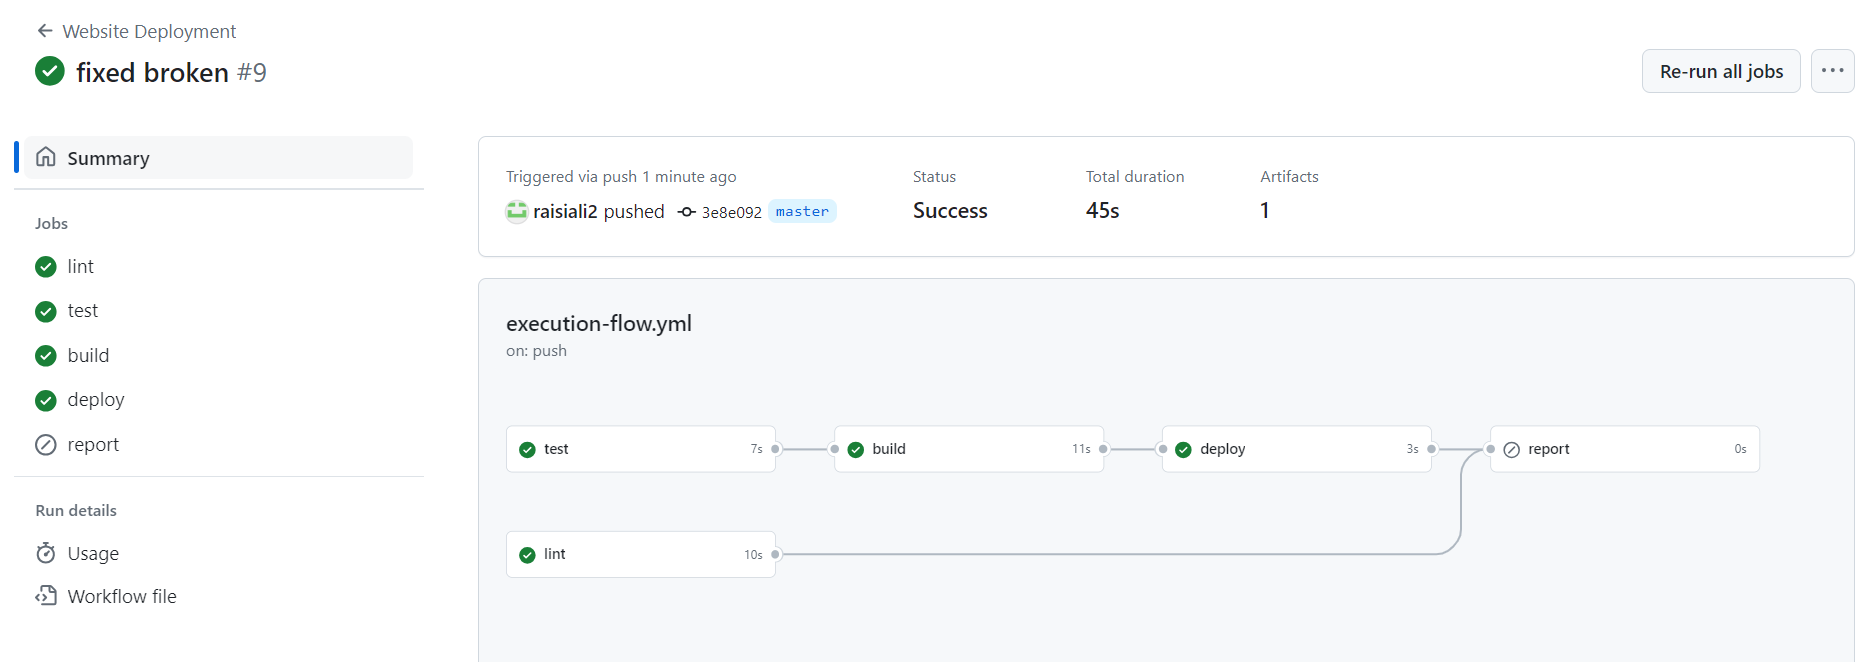 Website Deployment
fixed broken #9
Re-run all jobs
Summary
Jobs
lint
test
build
deploy
report
Run details
Usage
Workflow file
Triggered via push 1 minute ago
raisiali2 pushed 3e8e092 master
Status
Success
Total duration
45s
Artifacts
1
execution-flow.yml
on: push
test 7s
build 11s
deploy 3s
report 0s
lint 10s